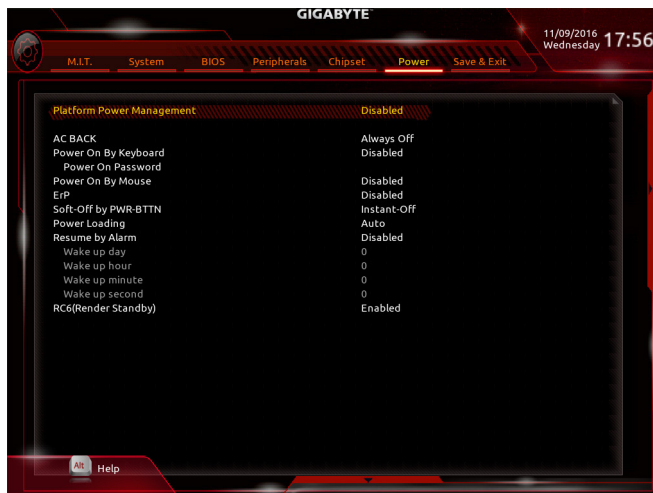 GIGABYTE™
11/09/2016
Wednesday 17:56
M.I.T. System BIOS Peripherals Chipset Power Save & Exit
Platform Power Management Disabled
AC BACK Always Off
Power On By Keyboard Disabled
Power On Password
Power On By Mouse Disabled
ErP Disabled
Soft-Off by PWR-BTTN Instant-Off
Power Loading Auto
Resume by Alarm Disabled
Wake up day 0
Wake up hour 0
Wake up minute 0
Wake up second 0
RC6(Render Standby) Enabled
Alt Help